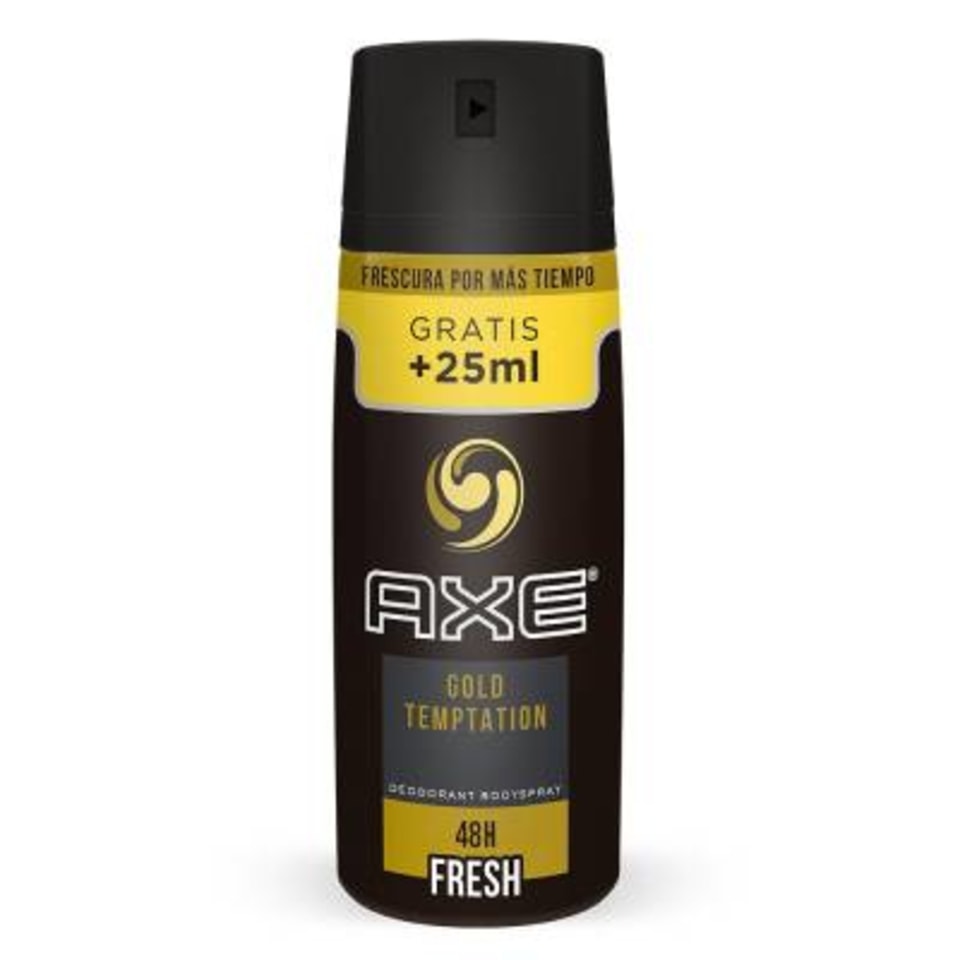 FRESCURA POR MÁS TIEMPO
GRATIS
+25ml
AXE®
GOLD
TEMPTATION
DEODORANT BODYSPRAY
48H
FRESH